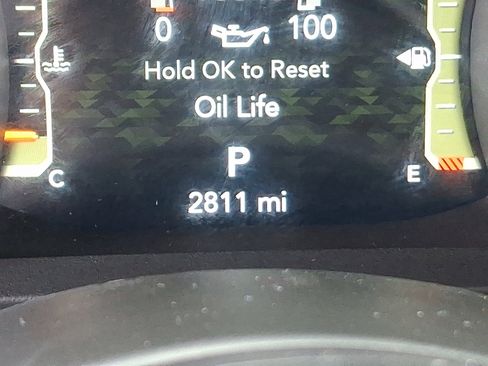 0 100
Hold OK to Reset
Oil Life
P
C E
2811 mi